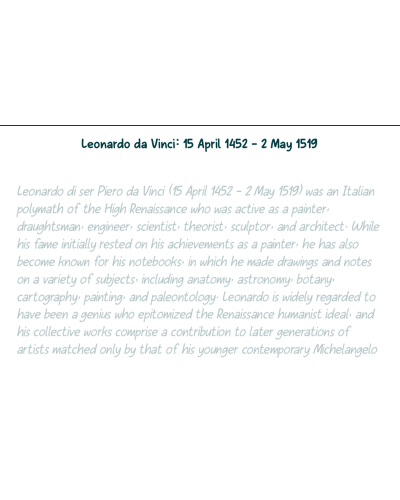 Leonardo da Vinci: 15 April 1452 – 2 May 1519
Leonardo di ser Piero da Vinci (15 April 1452 – 2 May 1519) was an Italian
polymath of the High Renaissance who was active as a painter,
draughtsman, engineer, scientist, theorist, sculptor, and architect. While
his fame initially rested on his achievements as a painter, he has also
become known for his notebooks, in which he made drawings and notes
on a variety of subjects, including anatomy, astronomy, botany,
cartography, painting, and paleontology. Leonardo is widely regarded to
have been a genius who epitomized the Renaissance humanist ideal, and
his collective works comprise a contribution to later generations of
artists matched only by that of his younger contemporary Michelangelo